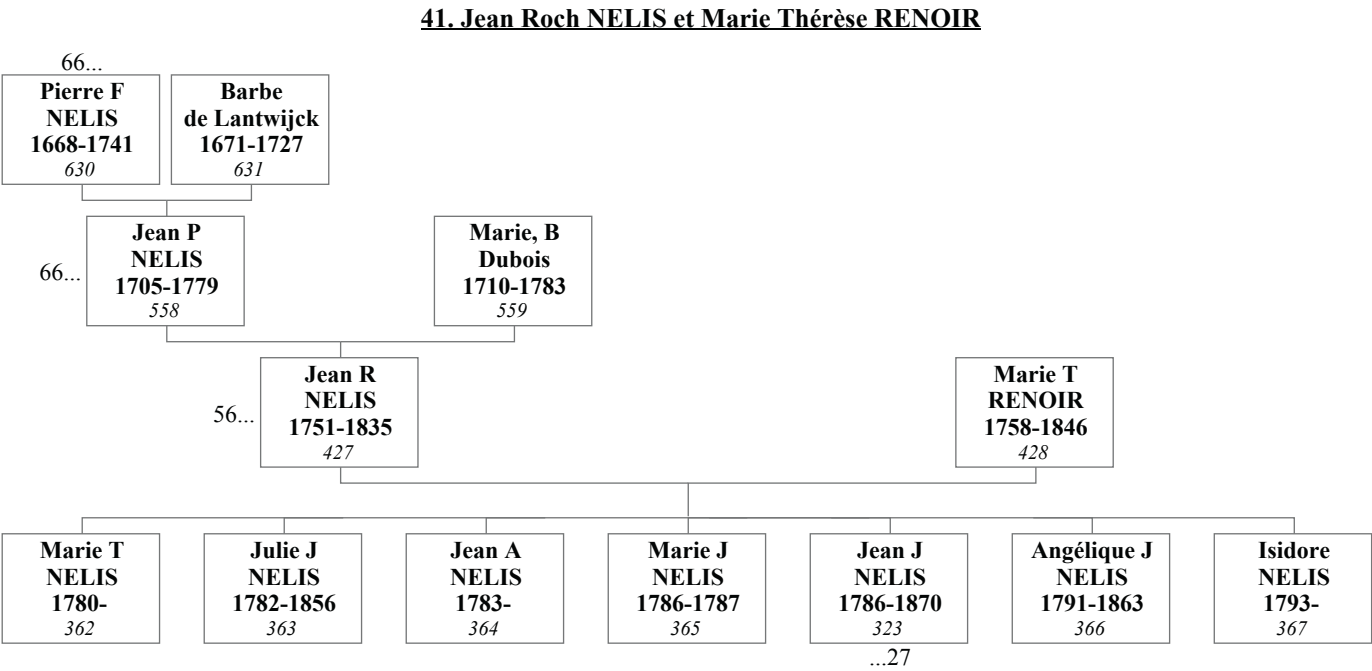 41. Jean Roch NELIS et Marie Thérèse RENOIR
66...
Pierre F
NELIS
1668-1741
630
Barbe
de Lantwijck
1671-1727
631
66...
Jean P
NELIS
1705-1779
558
Marie, B
Dubois
1710-1783
559
56...
Jean R
NELIS
1751-1835
427
Marie T
RENOIR
1758-1846
428
Marie T
NELIS
1780-
362
Julie J
NELIS
1782-1856
363
Jean A
NELIS
1783-
364
Marie J
NELIS
1786-1787
365
Jean J
NELIS
1786-1870
323
...27
Angélique J
NELIS
1791-1863
366
Isidore
NELIS
1793-
367